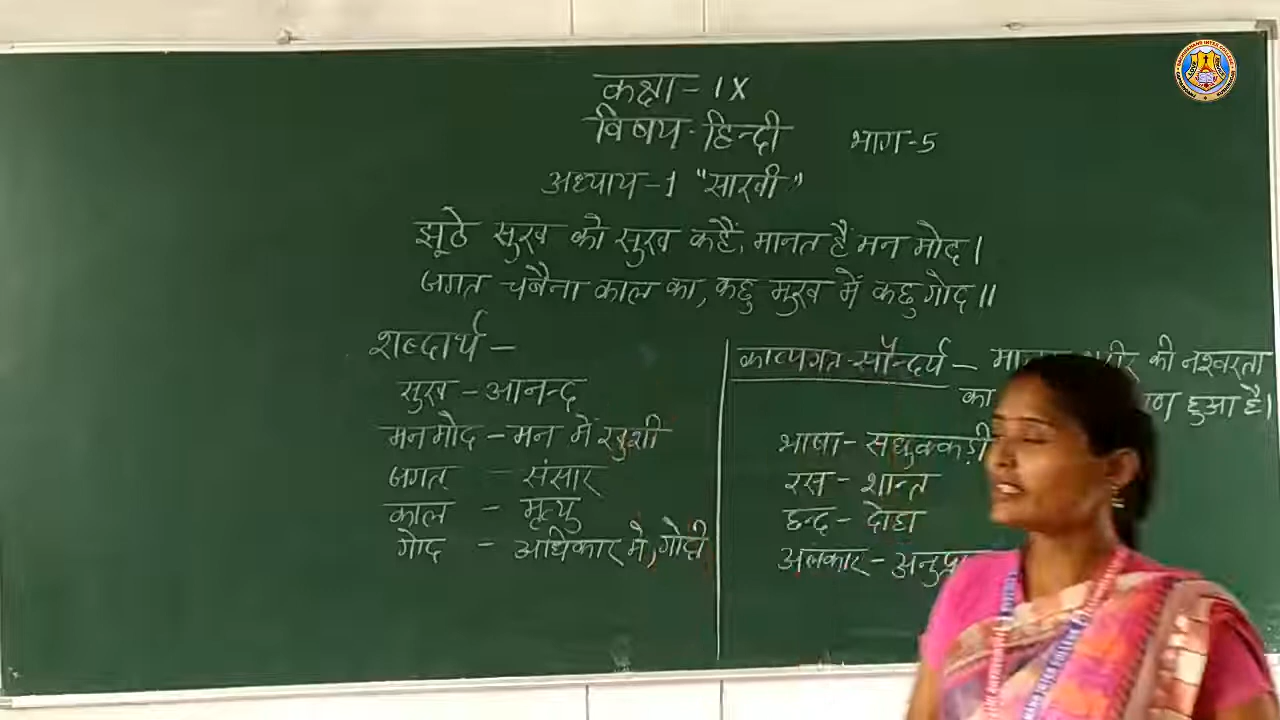 कक्षा - IX
विषय - हिन्दी
भाग-5
अध्याय-1 "साखी"
झूठे सुख को सुख कहैं, मानत हैं मन मोद।
जगत चबैना काल का, कछु मुख में कछु गोद॥
शब्दार्थ -
सुख - आनन्द
मनमोद - मन में खुशी
जगत - संसार
काल - मृत्यु
गोद - अधिकार में, गोदी
काव्यगत-सौन्दर्य - की नश्वरता
का हुआ है।
भाषा - सधुक्कड़ी
रस - शान्त
छन्द - दोहा
अलंकार -